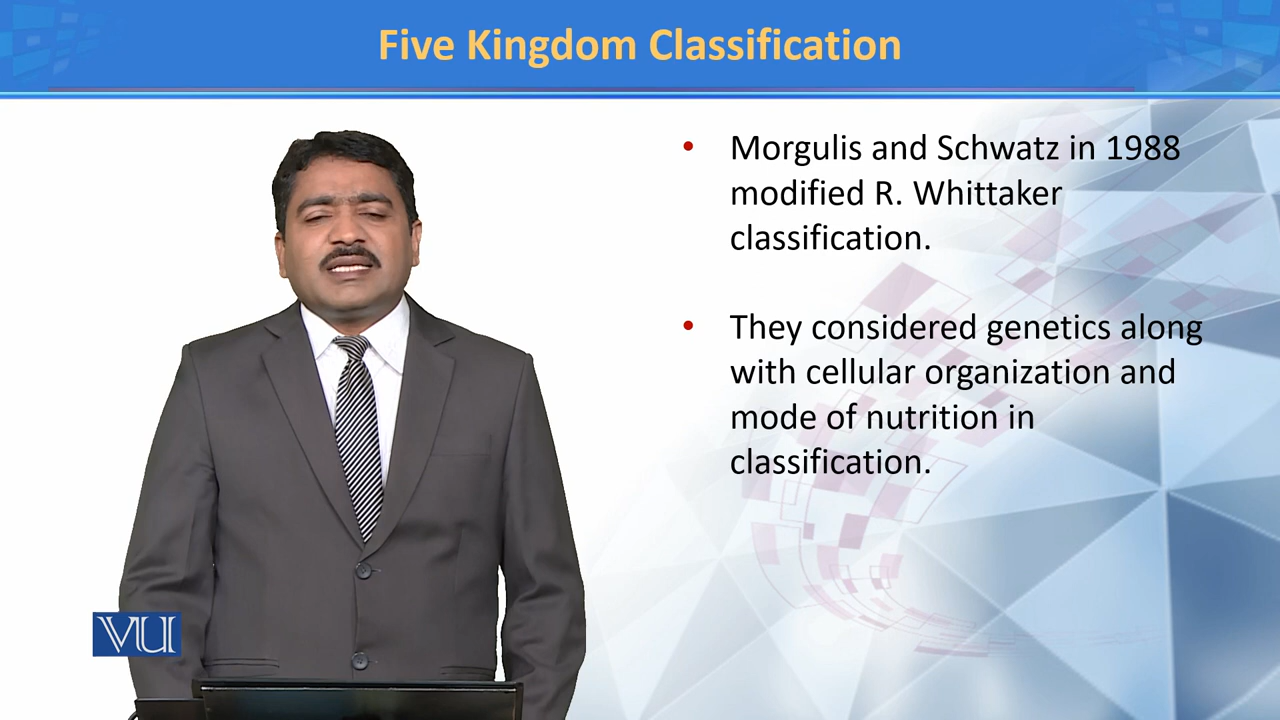 Five Kingdom Classification
• Morgulis and Schwatz in 1988
modified R. Whittaker
classification.
• They considered genetics along
with cellular organization and
mode of nutrition in
classification.
VU